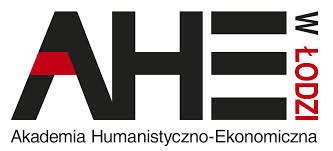 AHE
W ŁODZI
Akademia Humanistyczno-Ekonomiczna